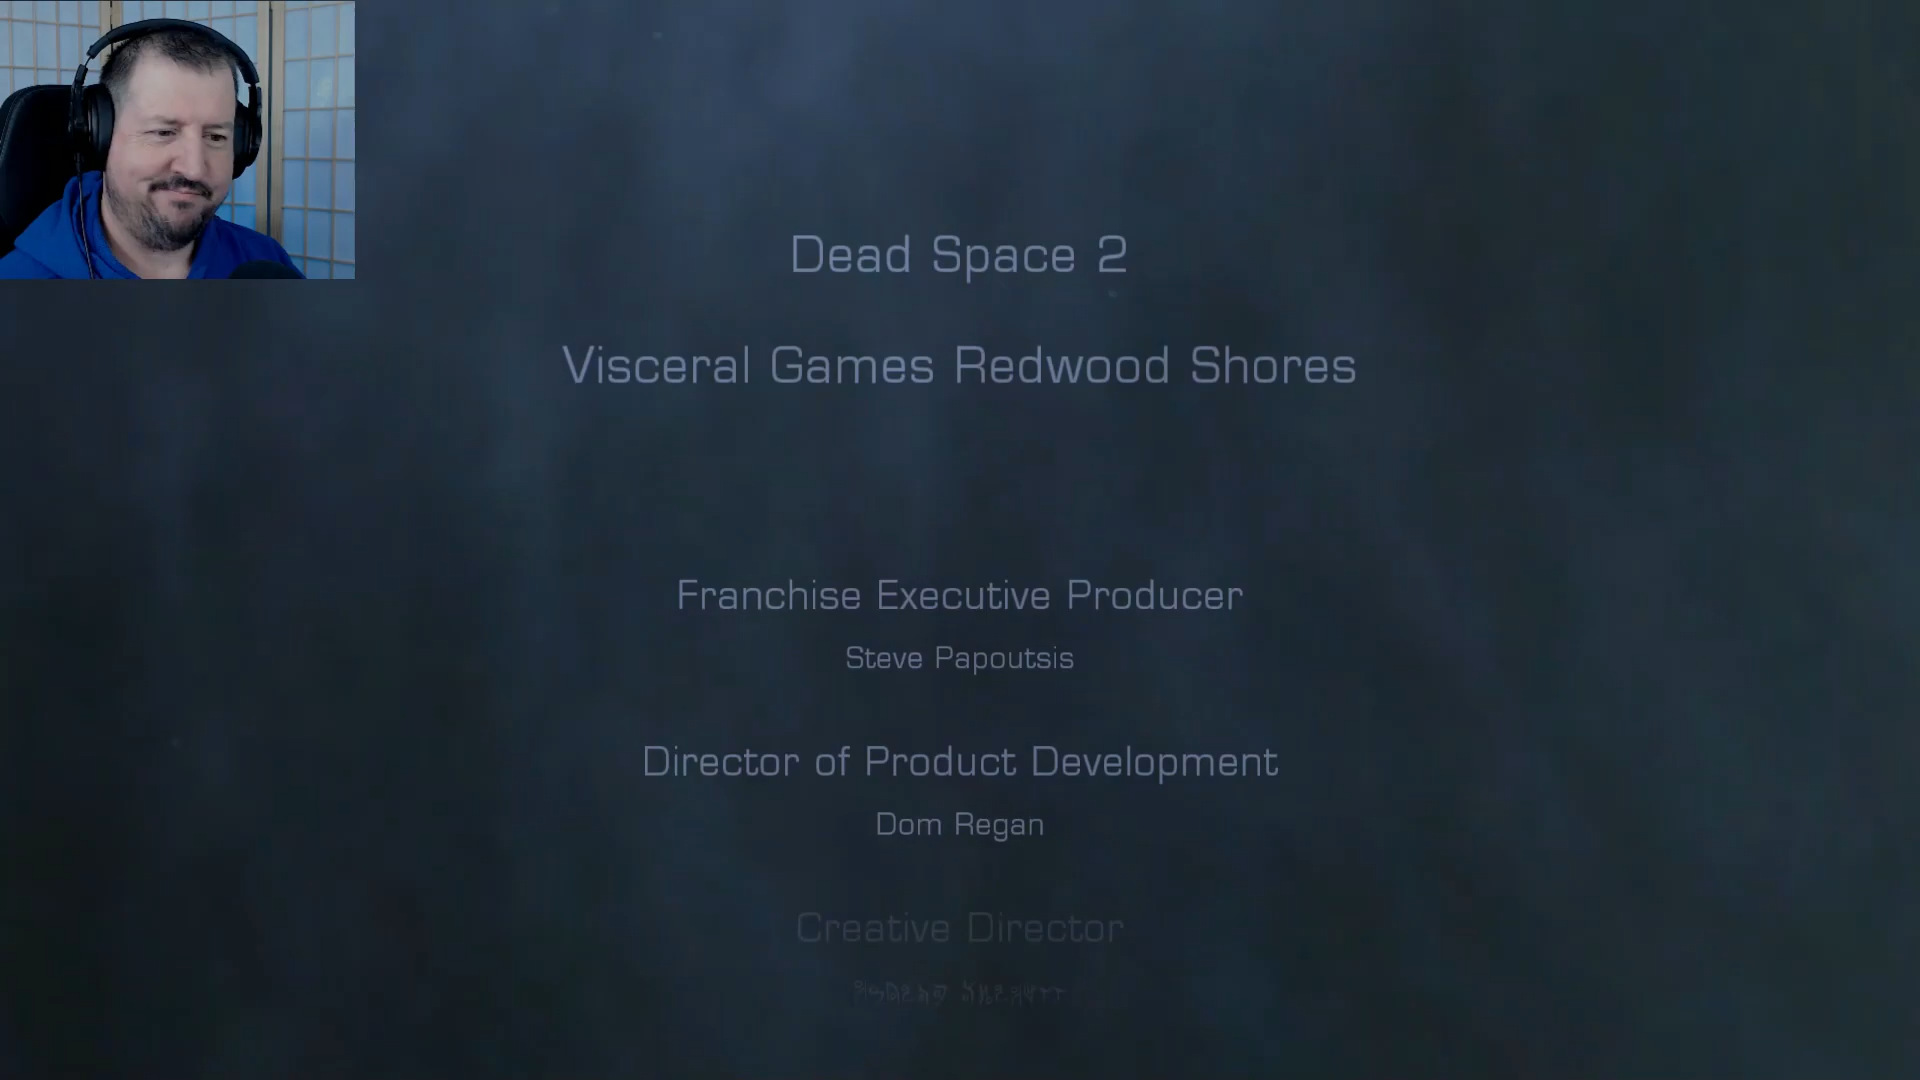 Dead Space 2
Visceral Games Redwood Shores
Franchise Executive Producer
Steve Papoutsis
Director of Product Development
Dom Regan
Creative Director